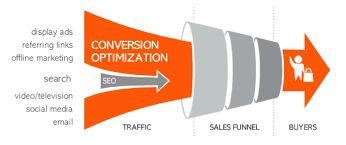 display ads
referring links
offline marketing
search
video/television
social media
email
CONVERSION
OPTIMIZATION
SEO
TRAFFIC
SALES FUNNEL
BUYERS